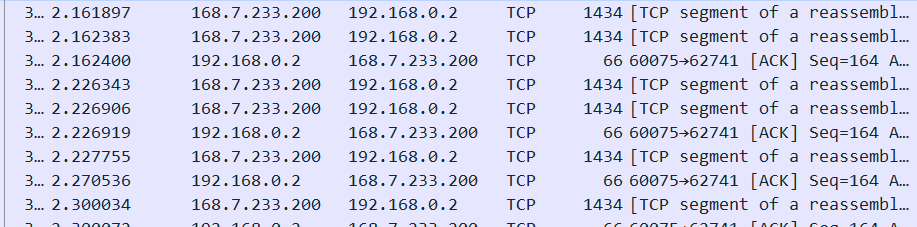 3… 2.161897 168.7.233.200 192.168.0.2 TCP 1434 [TCP segment of a reassembl…
3… 2.162383 168.7.233.200 192.168.0.2 TCP 1434 [TCP segment of a reassembl…
3… 2.162400 192.168.0.2 168.7.233.200 TCP 66 60075→62741 [ACK] Seq=164 A…
3… 2.226343 168.7.233.200 192.168.0.2 TCP 1434 [TCP segment of a reassembl…
3… 2.226906 168.7.233.200 192.168.0.2 TCP 1434 [TCP segment of a reassembl…
3… 2.226919 192.168.0.2 168.7.233.200 TCP 66 60075→62741 [ACK] Seq=164 A…
3… 2.227755 168.7.233.200 192.168.0.2 TCP 1434 [TCP segment of a reassembl…
3… 2.270536 192.168.0.2 168.7.233.200 TCP 66 60075→62741 [ACK] Seq=164 A…
3… 2.300034 168.7.233.200 192.168.0.2 TCP 1434 [TCP segment of a reassembl…